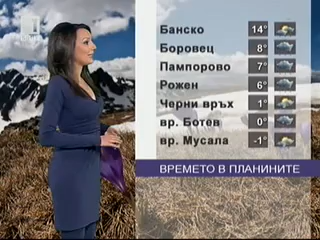 1
Банско 14°
Боровец 8°
Пампорово 7°
Рожен 6°
Черни връх 1°
вр. Ботев 0°
вр. Мусала -1°
ВРЕМЕТО В ПЛАНИНИТЕ